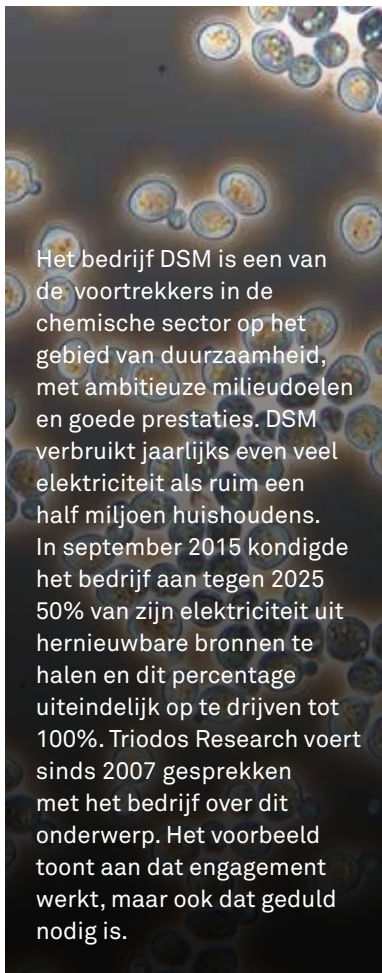 Het bedrijf DSM is een van
de voortrekkers in de
chemische sector op het
gebied van duurzaamheid,
met ambitieuze milieudoelen
en goede prestaties. DSM
verbruikt jaarlijks even veel
elektriciteit als ruim een
half miljoen huishoudens.
In september 2015 kondigde
het bedrijf aan tegen 2025
50% van zijn elektriciteit uit
hernieuwbare bronnen te
halen en dit percentage
uiteindelijk op te drijven tot
100%. Triodos Research voert
sinds 2007 gesprekken
met het bedrijf over dit
onderwerp. Het voorbeeld
toont aan dat engagement
werkt, maar ook dat geduld
nodig is.